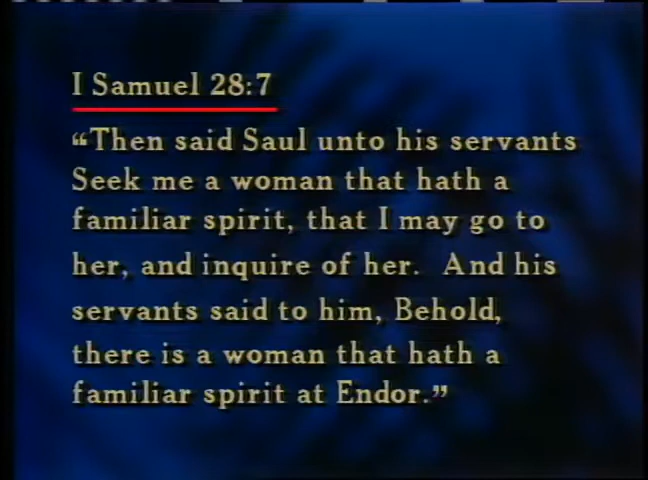 I Samuel 28:7
“Then said Saul unto his servants
Seek me a woman that hath a
familiar spirit, that I may go to
her, and inquire of her.  And his
servants said to him, Behold,
there is a woman that hath a
familiar spirit at Endor.”